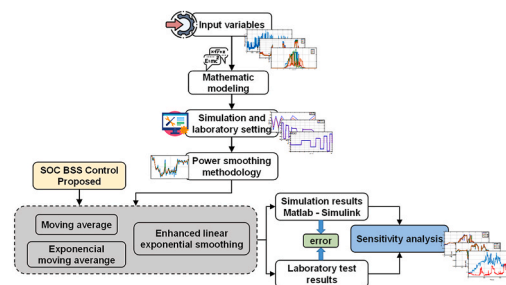 Input variables
Mathematic
modeling
Simulation and
laboratory setting
Power smoothing
methodology
SOC BSS Control
Proposed
Moving average
Exponencial
moving averange
Enhanced linear
exponential smoothing
Simulation results
Matlab - Simulink
error
Laboratory test
results
Sensitivity analysis